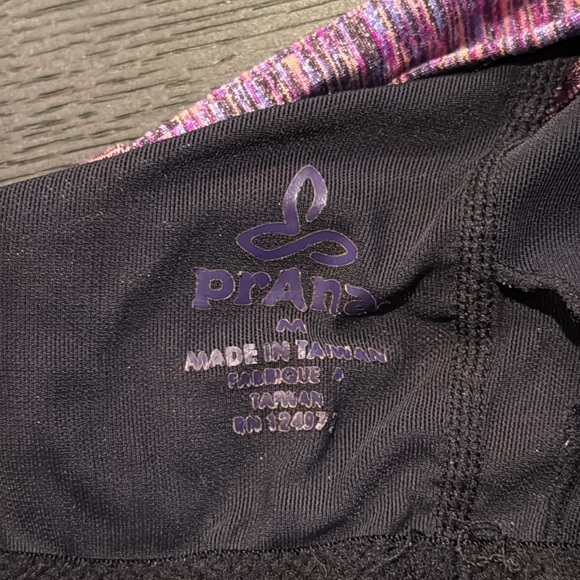 prAna
M
MADE IN TAIWAN
FABRIQUE A
TAIWAN
RN